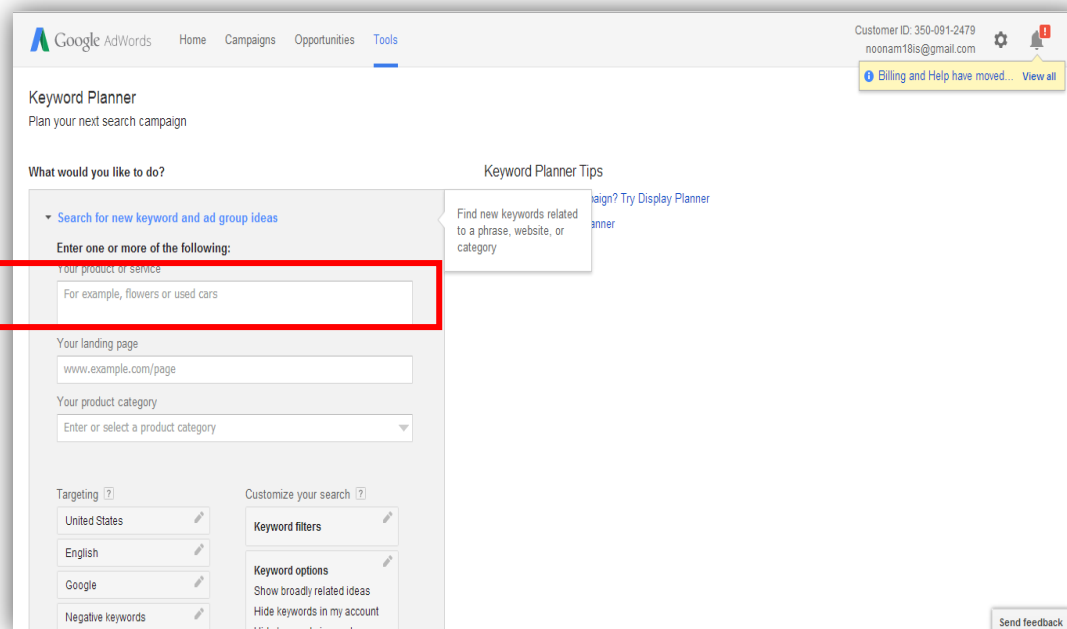 Google AdWords Home Campaigns Opportunities Tools
Customer ID: 350-091-2479
noonam18is@gmail.com
!
Billing and Help have moved... View all
Keyword Planner
Plan your next search campaign
What would you like to do?
Keyword Planner Tips
Search for new keyword and ad group ideas
Find new keywords related
to a phrase, website, or
category
aign? Try Display Planner
anner
Enter one or more of the following:
Your product or service
For example, flowers or used cars
Your landing page
www.example.com/page
Your product category
Enter or select a product category
Targeting ?
United States
English
Google
Negative keywords
Customize your search ?
Keyword filters
Keyword options
Show broadly related ideas
Hide keywords in my account
Send feedback